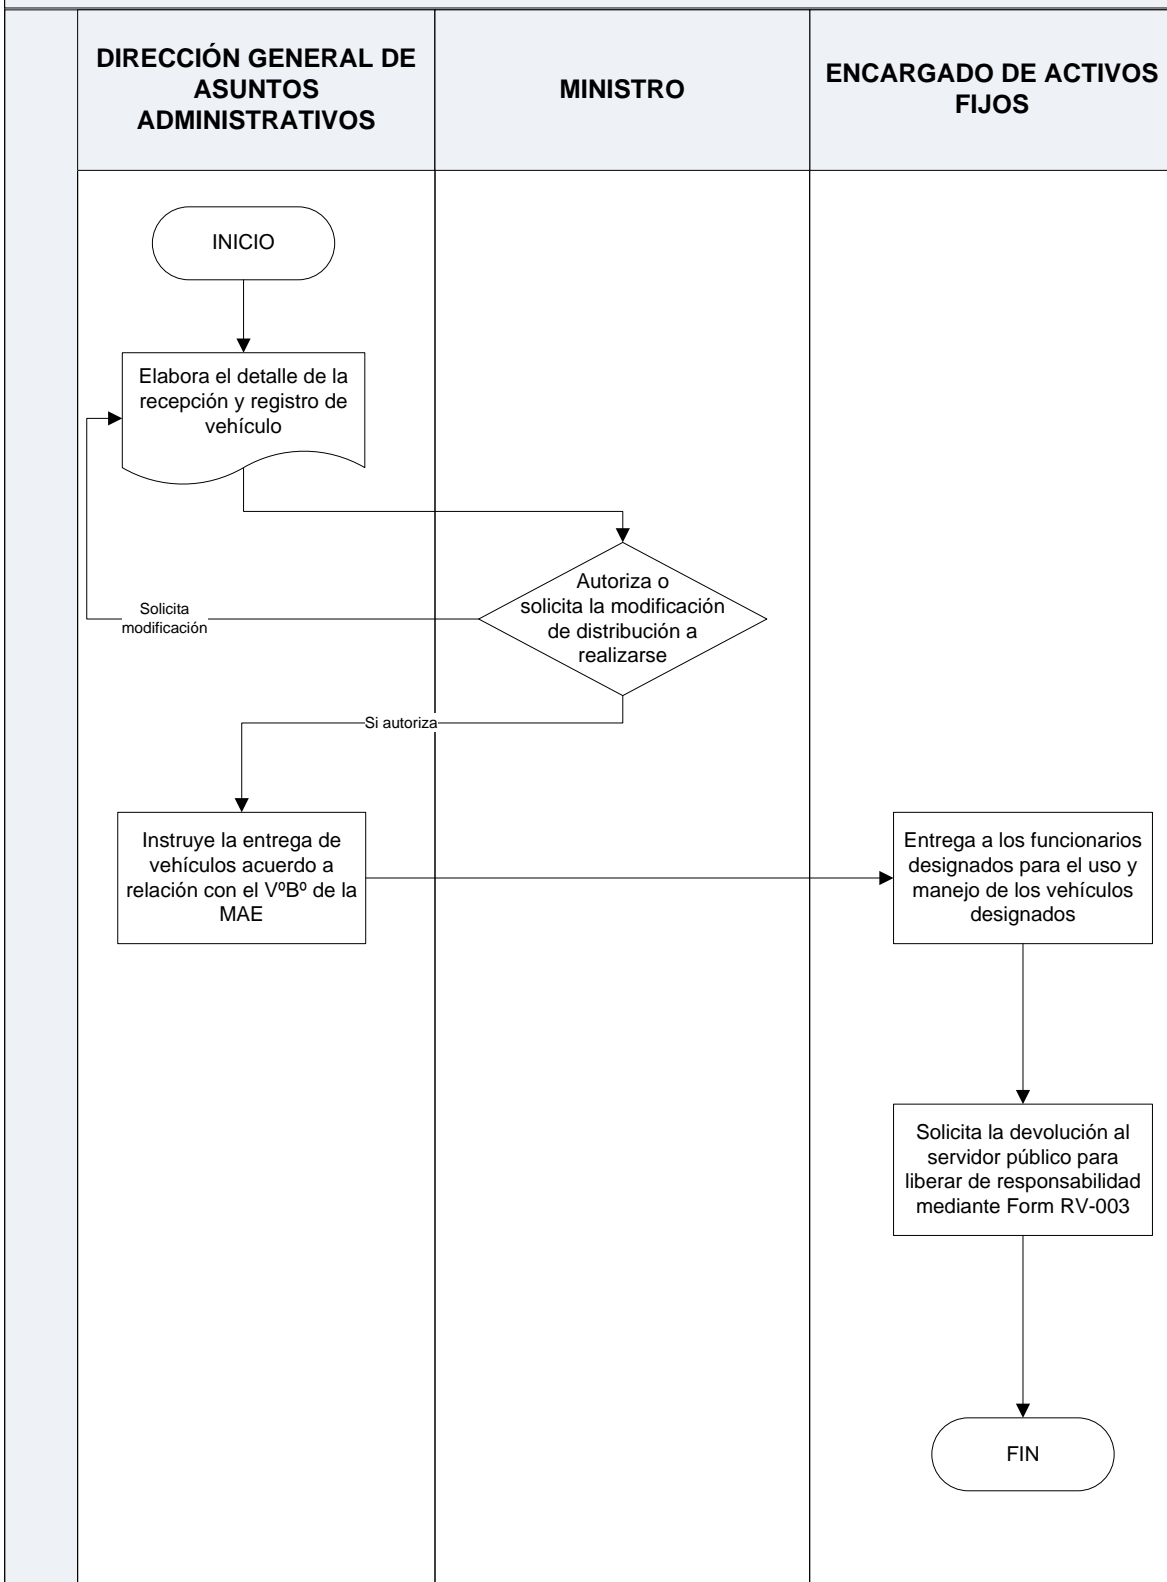 DIRECCIÓN GENERAL DE
ASUNTOS
ADMINISTRATIVOS
MINISTRO
ENCARGADO DE ACTIVOS
FIJOS
INICIO
Elabora el detalle de la
recepción y registro de
vehículo
Autoriza o
solicita la modificación
de distribución a
realizarse
Solicita
modificación
Si autoriza
Instruye la entrega de
vehículos acuerdo a
relación con el VºBº de la
MAE
Entrega a los funcionarios
designados para el uso y
manejo de los vehículos
designados
Solicita la devolución al
servidor público para
liberar de responsabilidad
mediante Form RV-003
FIN